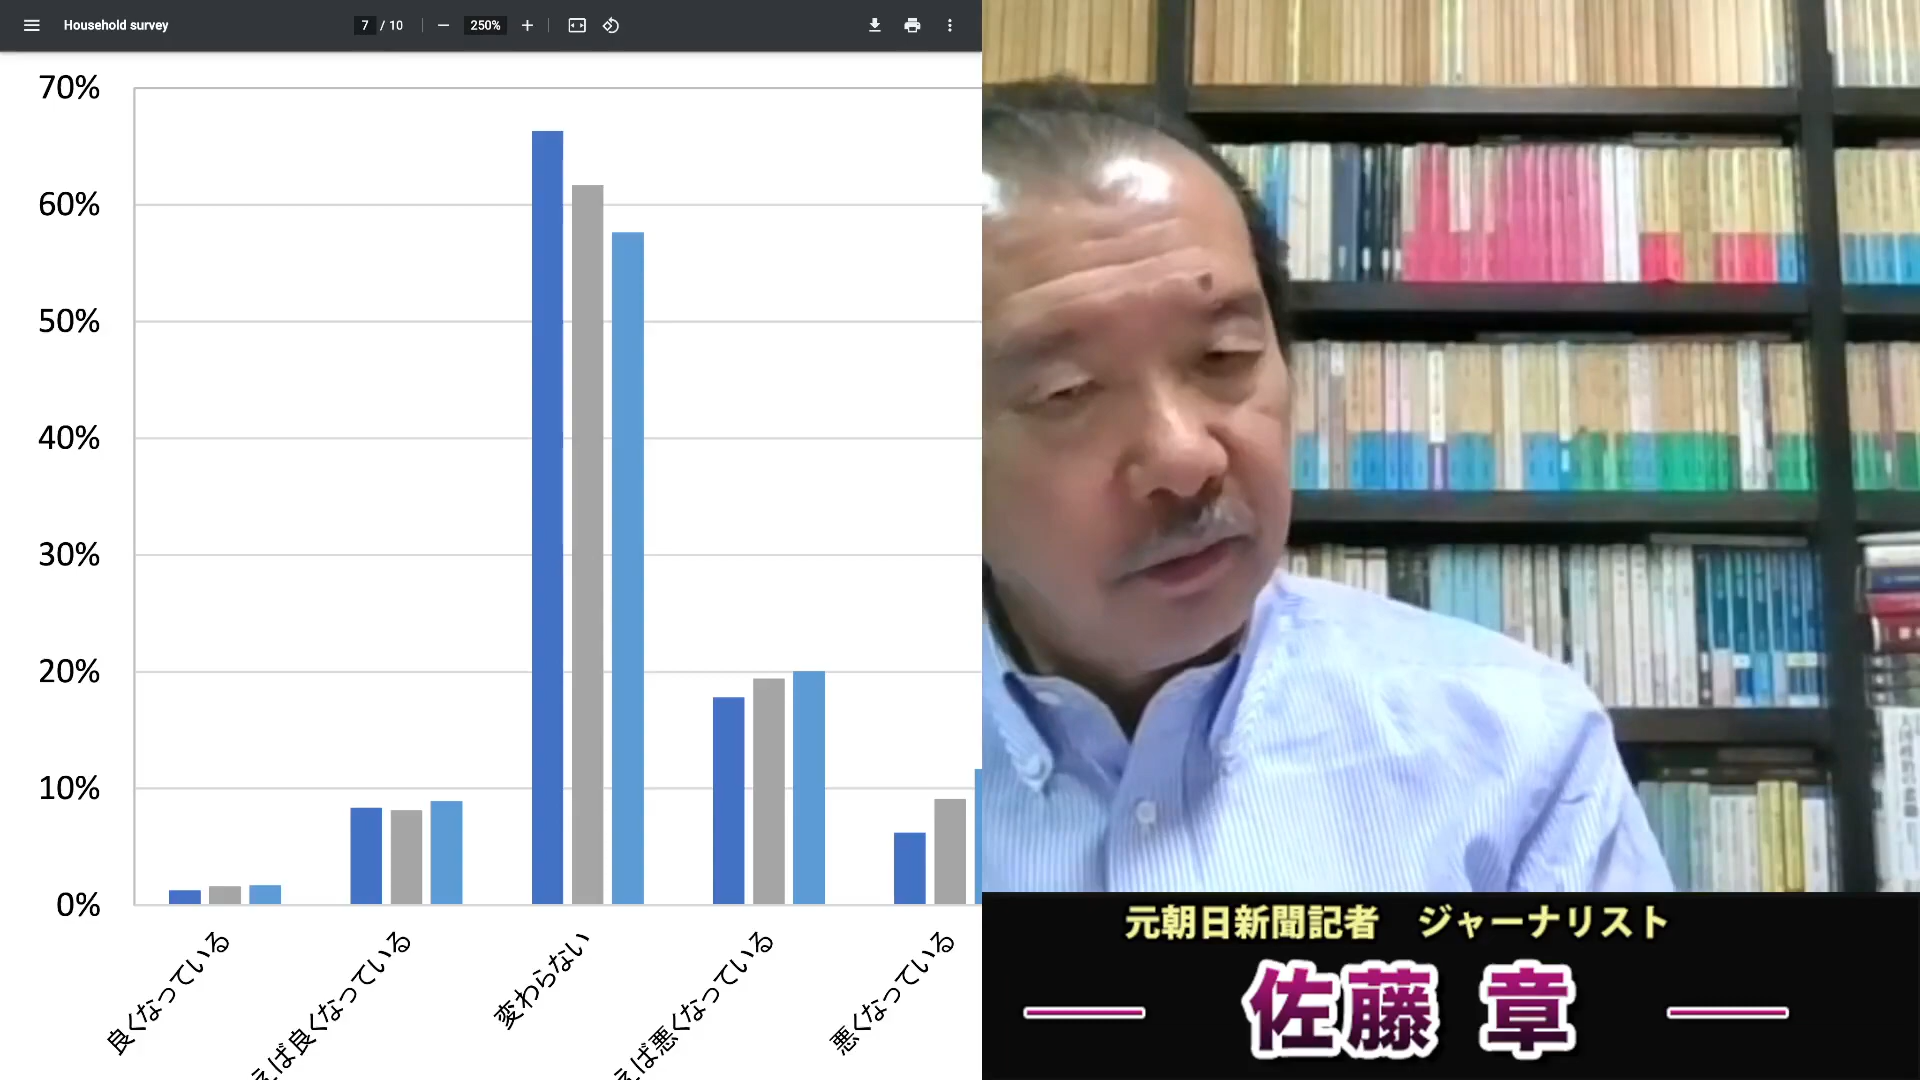 Household survey
7 / 10
250%
70%
60%
50%
40%
30%
20%
10%
0%
良くなっている
えば良くなっている
変わらない
えば悪くなっている
悪くなっている
元朝日新聞記者　ジャーナリスト
佐藤 章